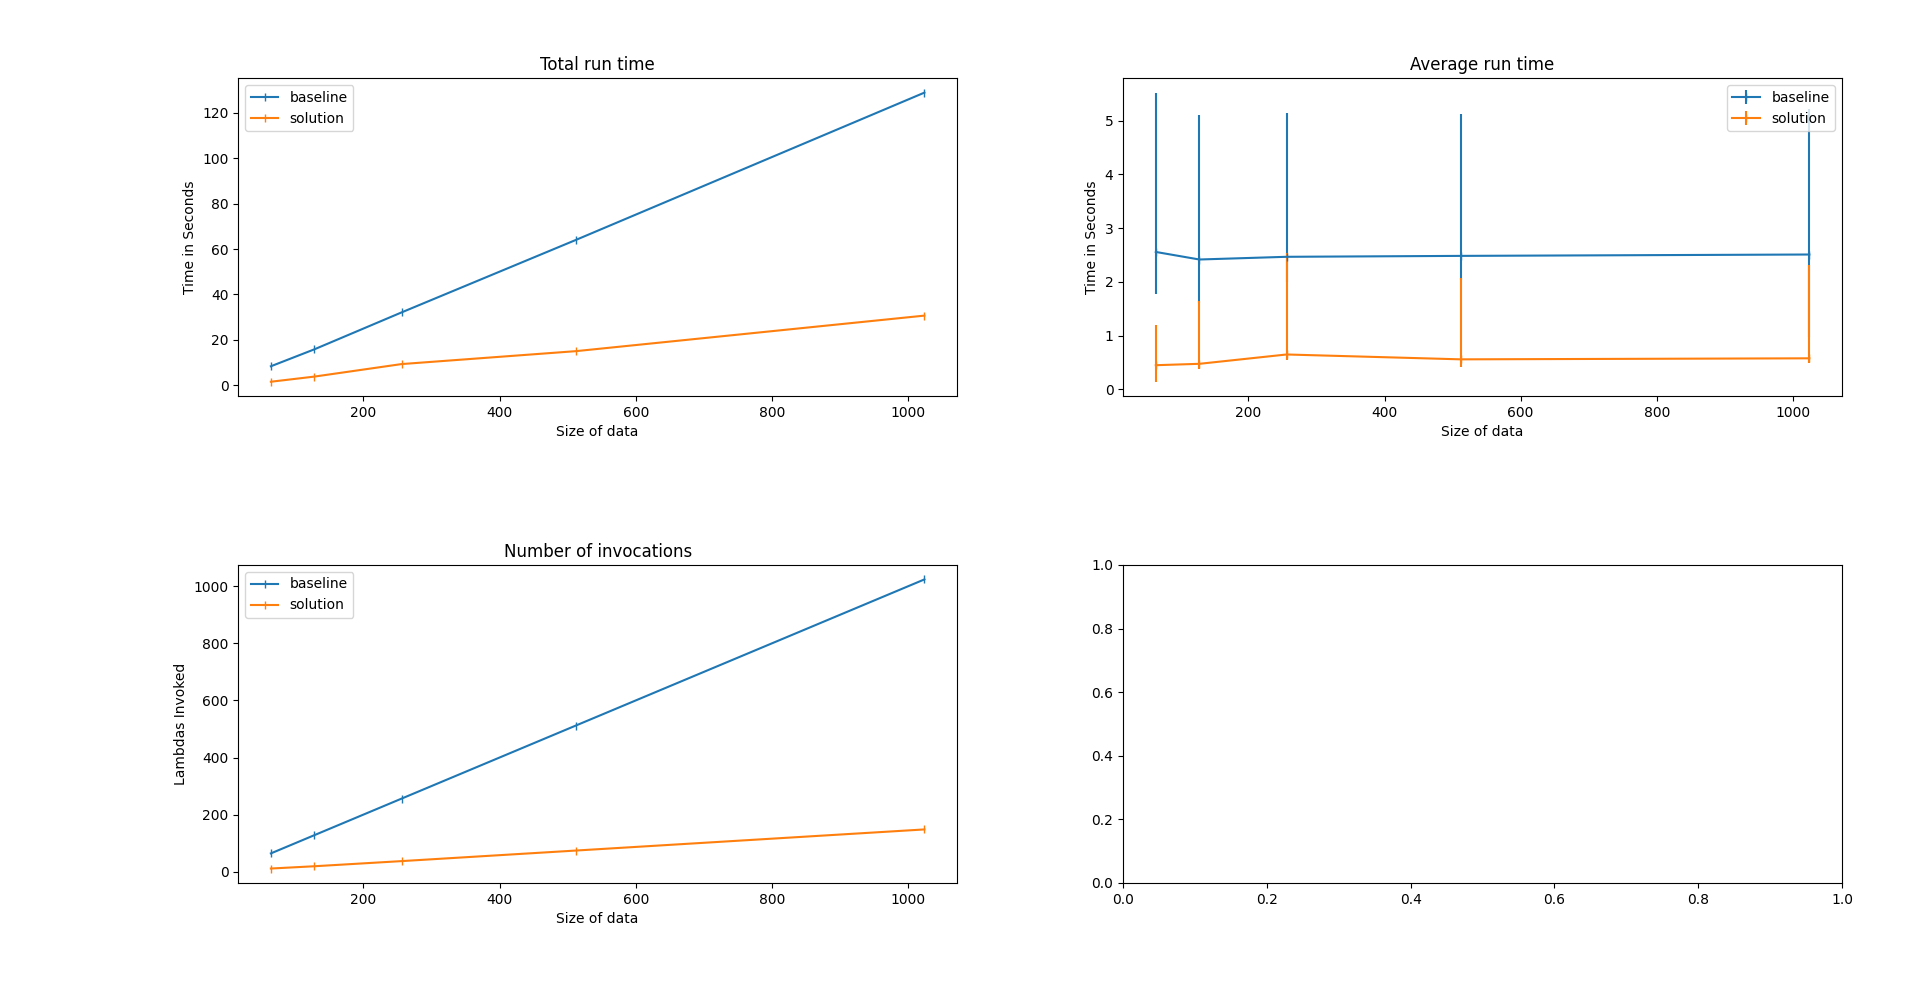 Total run time
baseline
solution
120
100
80
60
40
20
0
Time in Seconds
200 400 600 800 1000
Size of data
Average run time
baseline
solution
5
4
3
2
1
0
Time in Seconds
200 400 600 800 1000
Size of data
Number of invocations
baseline
solution
1000
800
600
400
200
0
Lambdas Invoked
200 400 600 800 1000
Size of data
1.0
0.8
0.6
0.4
0.2
0.0
0.0 0.2 0.4 0.6 0.8 1.0